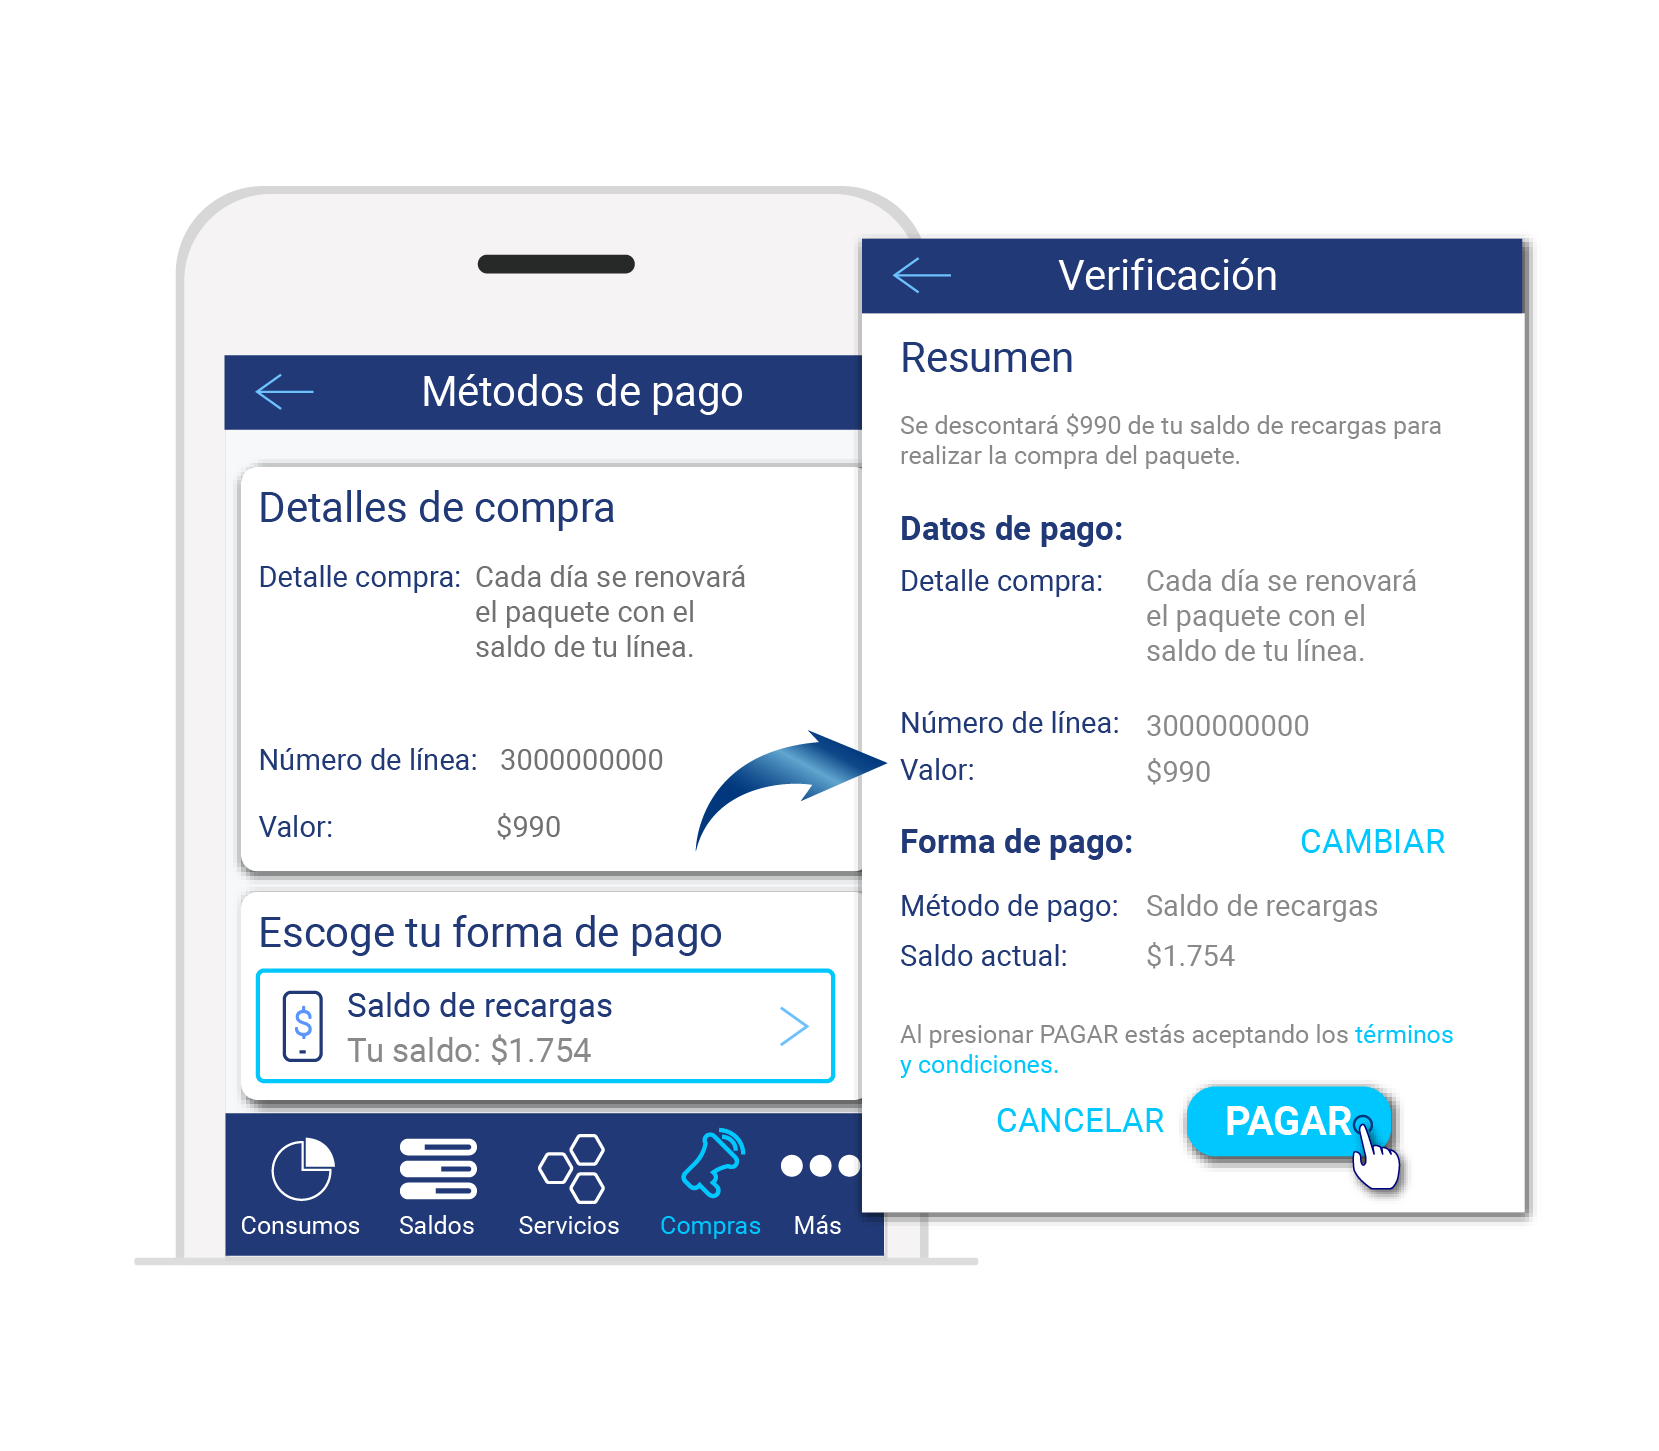 Métodos de pago
Detalles de compra
Detalle compra: Cada día se renovará
el paquete con el
saldo de tu línea.
Número de línea: 3000000000
Valor: $990
Escoge tu forma de pago
$
Saldo de recargas
Tu saldo: $1.754
Consumos Saldos Servicios Compras Más
Verificación
Resumen
Se descontará $990 de tu saldo de recargas para
realizar la compra del paquete.
Datos de pago:
Detalle compra: Cada día se renovará
el paquete con el
saldo de tu línea.
Número de línea: 3000000000
Valor: $990
Forma de pago: CAMBIAR
Método de pago: Saldo de recargas
Saldo actual: $1.754
Al presionar PAGAR estás aceptando los términos
y condiciones.
CANCELAR PAGAR